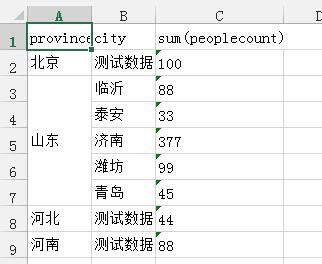 A B C D
1 province city sum(peoplecount)
2 北京 测试数据 100
3 临沂 88
4 泰安 33
5 山东 济南 377
6 潍坊 99
7 青岛 45
8 河北 测试数据 44
9 河南 测试数据 88